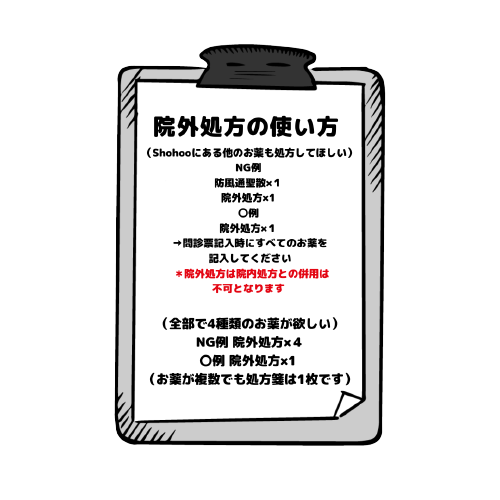 院外処方の使い方
（Shohooにある他のお薬も処方してほしい）
NG例
防風通聖散×1
院外処方×1
〇例
院外処方×1
→問診票記入時にすべてのお薬を
記入してください
＊院外処方は院内処方との併用は
不可となります
（全部で4種類のお薬が欲しい）
NG例 院外処方×４
〇例 院外処方×1
（お薬が複数でも処方箋は1枚です）